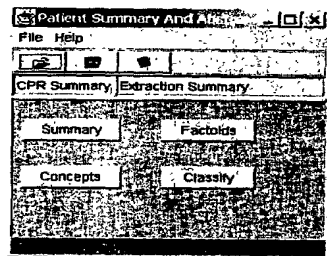 Patient Summary And
File Help
CPR Summary Extraction Summary
Summary Factoids
Concepts Classify